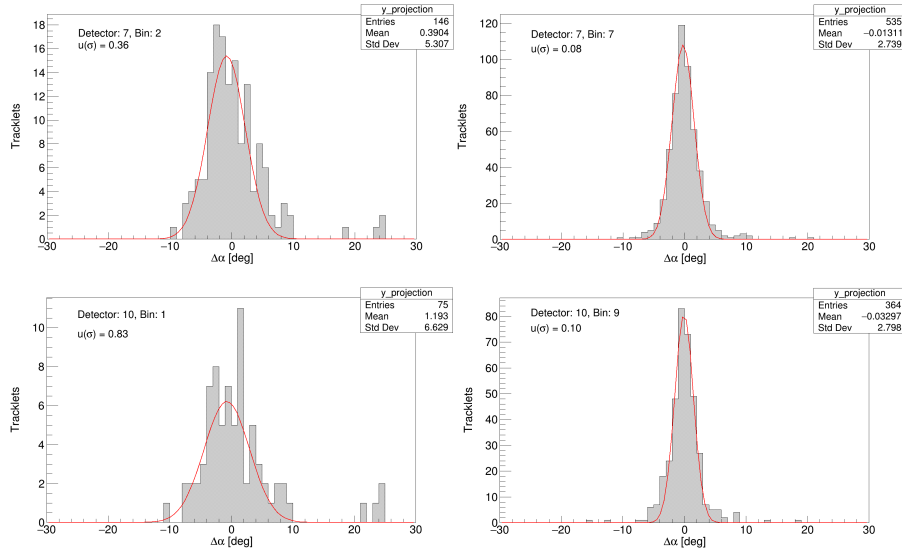 y_projection
Entries 146
Mean 0.3904
Std Dev 5.307
Detector: 7, Bin: 2
u(σ) = 0.36
18
16
14
12
10
8
6
4
2
0
Tracklets
−30 −20 −10 0 10 20 30
Δα [deg]
y_projection
Entries 535
Mean −0.01311
Std Dev 2.739
Detector: 7, Bin: 7
u(σ) = 0.08
120
100
80
60
40
20
0
Tracklets
−30 −20 −10 0 10 20 30
Δα [deg]
y_projection
Entries 75
Mean 1.193
Std Dev 6.629
Detector: 10, Bin: 1
u(σ) = 0.83
10
8
6
4
2
0
Tracklets
−30 −20 −10 0 10 20 30
Δα [deg]
y_projection
Entries 364
Mean −0.03297
Std Dev 2.798
Detector: 10, Bin: 9
u(σ) = 0.10
80
70
60
50
40
30
20
10
0
Tracklets
−30 −20 −10 0 10 20 30
Δα [deg]